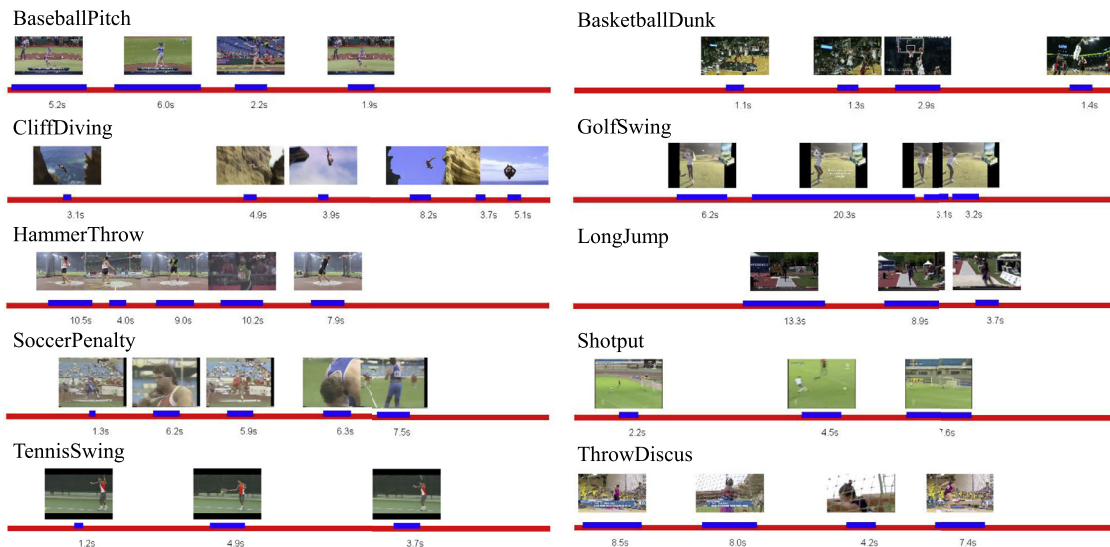 BaseballPitch
5.2s 6.0s 2.2s 1.9s
CliffDiving
3.1s 4.9s 3.9s 8.2s 3.7s 5.1s
HammerThrow
10.5s 4.0s 9.0s 10.2s 7.9s
SoccerPenalty
1.3s 6.2s 5.9s 6.3s 7.5s
TennisSwing
1.2s 4.9s 3.7s
BasketballDunk
1.1s 1.3s 2.9s 1.4s
GolfSwing
6.2s 20.3s .1s 3.2s
LongJump
13.3s 8.9s 3.7s
Shotput
2.2s 4.5s 7.6s
ThrowDiscus
8.5s 8.0s 4.2s 7.4s